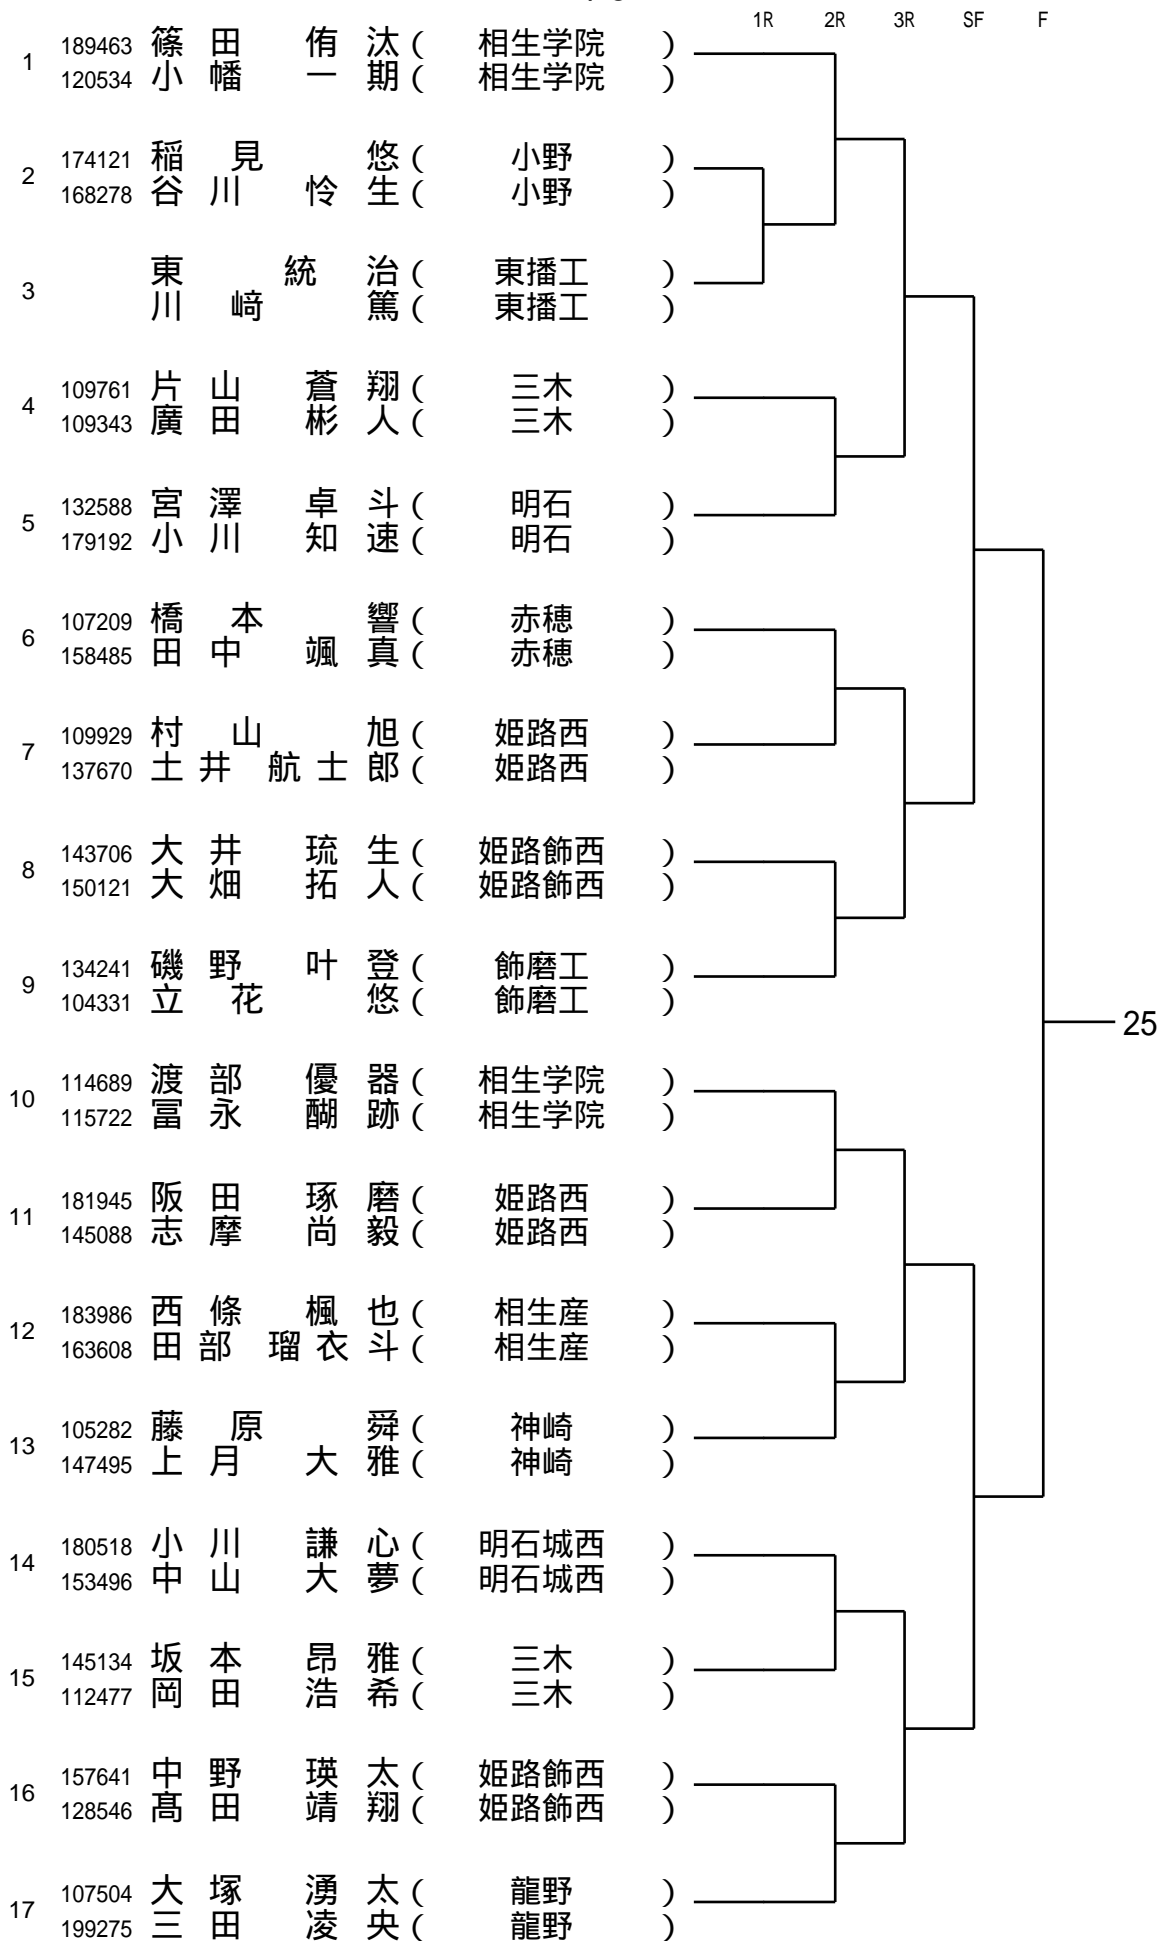 1R 2R 3R SF F
1
189463 篠田 侑汰 ( 相生学院 )
120534 小幡 一期 ( 相生学院 )
2
174121 稲見 悠 ( 小野 )
168278 谷川 怜生 ( 小野 )
3
東 統治 ( 東播工 )
川﨑 篤 ( 東播工 )
4
109761 片山 蒼翔 ( 三木 )
109343 廣田 彬人 ( 三木 )
5
132588 宮澤 卓斗 ( 明石 )
179192 小川 知速 ( 明石 )
6
107209 橋本 響 ( 赤穂 )
158485 田中 颯真 ( 赤穂 )
7
109929 村山 旭 ( 姫路西 )
137670 土井 航士郎 ( 姫路西 )
8
143706 大井 琉生 ( 姫路飾西 )
150121 大畑 拓人 ( 姫路飾西 )
9
134241 磯野 叶登 ( 飾磨工 )
104331 立花 悠 ( 飾磨工 )
25
10
114689 渡部 優器 ( 相生学院 )
115722 冨永 醐跡 ( 相生学院 )
11
181945 阪田 琢磨 ( 姫路西 )
145088 志摩 尚毅 ( 姫路西 )
12
183986 西條 楓也 ( 相生産 )
163608 田部 瑠衣斗 ( 相生産 )
13
105282 藤原 舜 ( 神崎 )
147495 上月 大雅 ( 神崎 )
14
180518 小川 謙心 ( 明石城西 )
153496 中山 大夢 ( 明石城西 )
15
145134 坂本 昂雅 ( 三木 )
112477 岡田 浩希 ( 三木 )
16
157641 中野 瑛太 ( 姫路飾西 )
128546 髙田 靖翔 ( 姫路飾西 )
17
107504 大塚 湧太 ( 龍野 )
199275 三田 凌央 ( 龍野 )